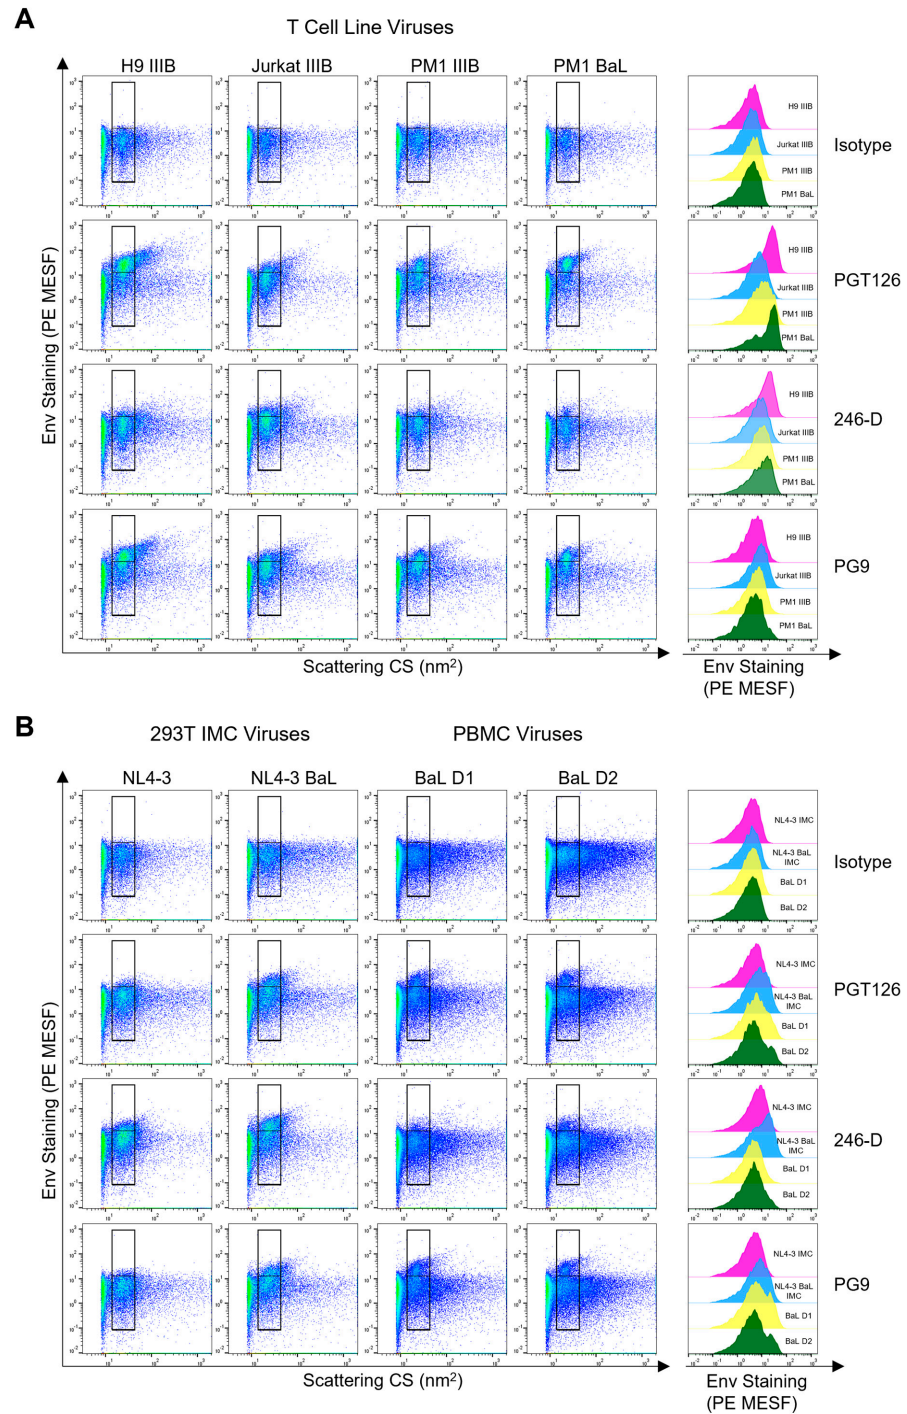 A
T Cell Line Viruses
H9 IIIB
Jurkat IIIB
PM1 IIIB
PM1 BaL
H9 IIIB
Jurkat IIIB
PM1 IIIB
PM1 BaL
Isotype
H9 IIIB
Jurkat IIIB
PM1 IIIB
PM1 BaL
PGT126
H9 IIIB
Jurkat IIIB
PM1 IIIB
PM1 BaL
246-D
H9 IIIB
Jurkat IIIB
PM1 IIIB
PM1 BaL
PG9
Env Staining (PE MESF)
Scattering CS (nm²)
Env Staining
(PE MESF)
B
293T IMC Viruses
PBMC Viruses
NL4-3
NL4-3 BaL
BaL D1
BaL D2
NL4-3 IMC
NL4-3 BaL
IMC
BaL D1
BaL D2
Isotype
NL4-3 IMC
NL4-3 BaL
IMC
BaL D1
BaL D2
PGT126
NL4-3 IMC
NL4-3 BaL
IMC
BaL D1
BaL D2
246-D
NL4-3 IMC
NL4-3 BaL
IMC
BaL D1
BaL D2
PG9
Env Staining (PE MESF)
Scattering CS (nm²)
Env Staining
(PE MESF)